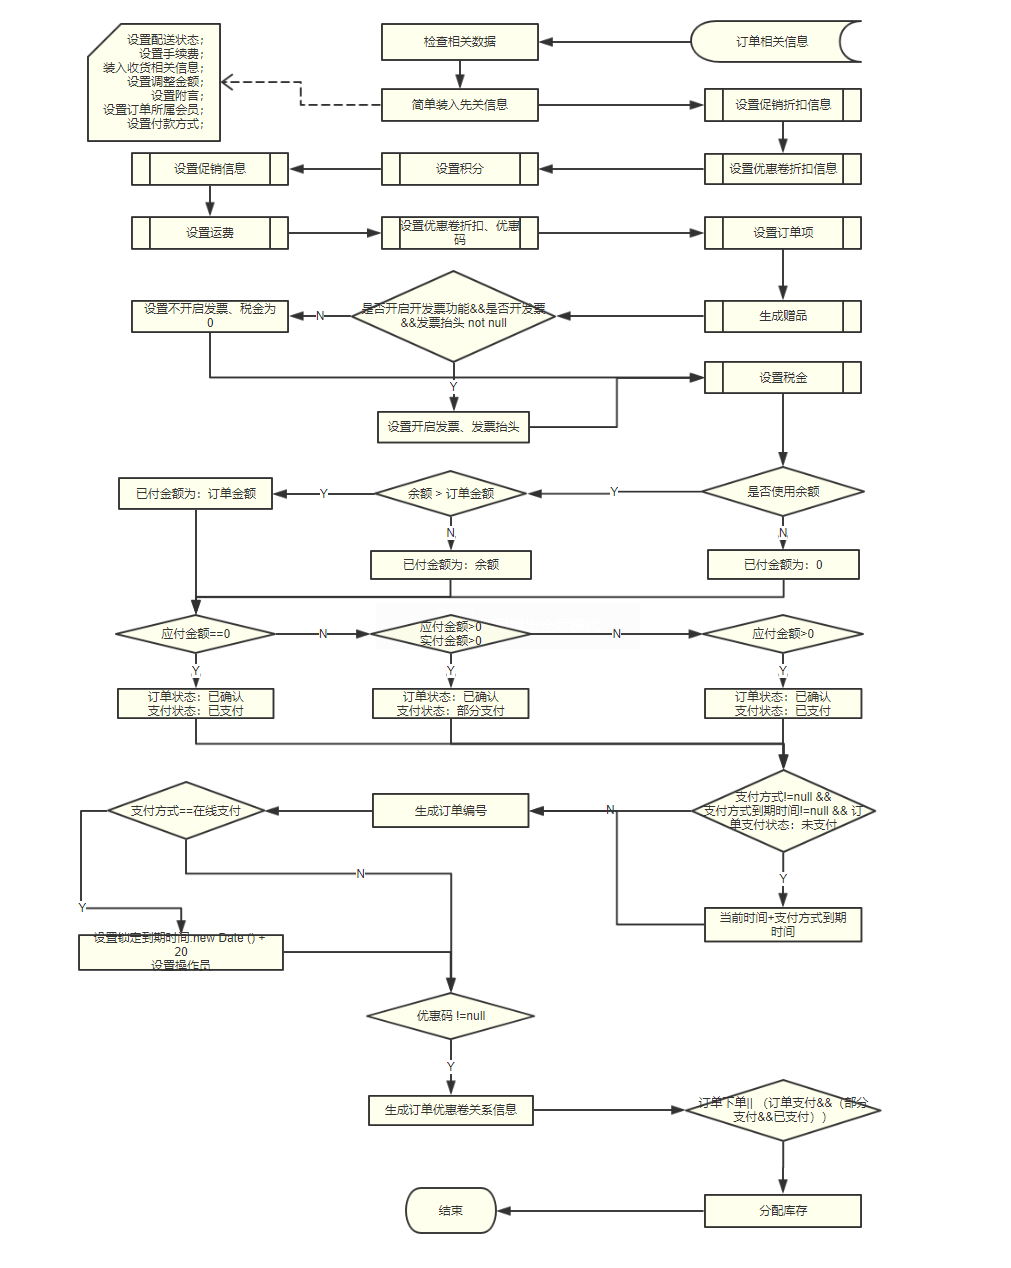 设置配送状态;
设置手续费;
装入收货相关信息;
设置调整金额;
设置附言;
设置订单所属会员;
设置付款方式;
检查相关数据
订单相关信息
简单装入先关信息
设置促销折扣信息
设置促销信息
设置积分
设置优惠卷折扣信息
设置运费
设置优惠卷折扣、优惠
码
设置订单项
设置不开启发票、税金为
0
N
是否开启开发票功能&&是否开发票
&&发票抬头 not null
生成赠品
设置税金
Y
设置开启发票、发票抬头
已付金额为: 订单金额
Y
余额 > 订单金额
Y
是否使用余额
N
N
已付金额为: 余额
已付金额为: 0
应付金额==0
N
应付金额>0
实付金额>0
N
应付金额>0
Y
Y
Y
订单状态: 已确认
支付状态: 已支付
订单状态: 已确认
支付状态: 部分支付
订单状态: 已确认
支付状态: 已支付
支付方式==在线支付
生成订单编号
N
支付方式!=null &&
支付方式到期时间!=null && 订
单支付状态: 未支付
N
Y
Y
当前时间+支付方式到期
时间
设置锁定到期时间:new Date () +
20
设置操作员
优惠码 !=null
Y
生成订单优惠卷关系信息
订单下单|| （订单支付&&（部分
支付&&已支付））
结束
分配库存